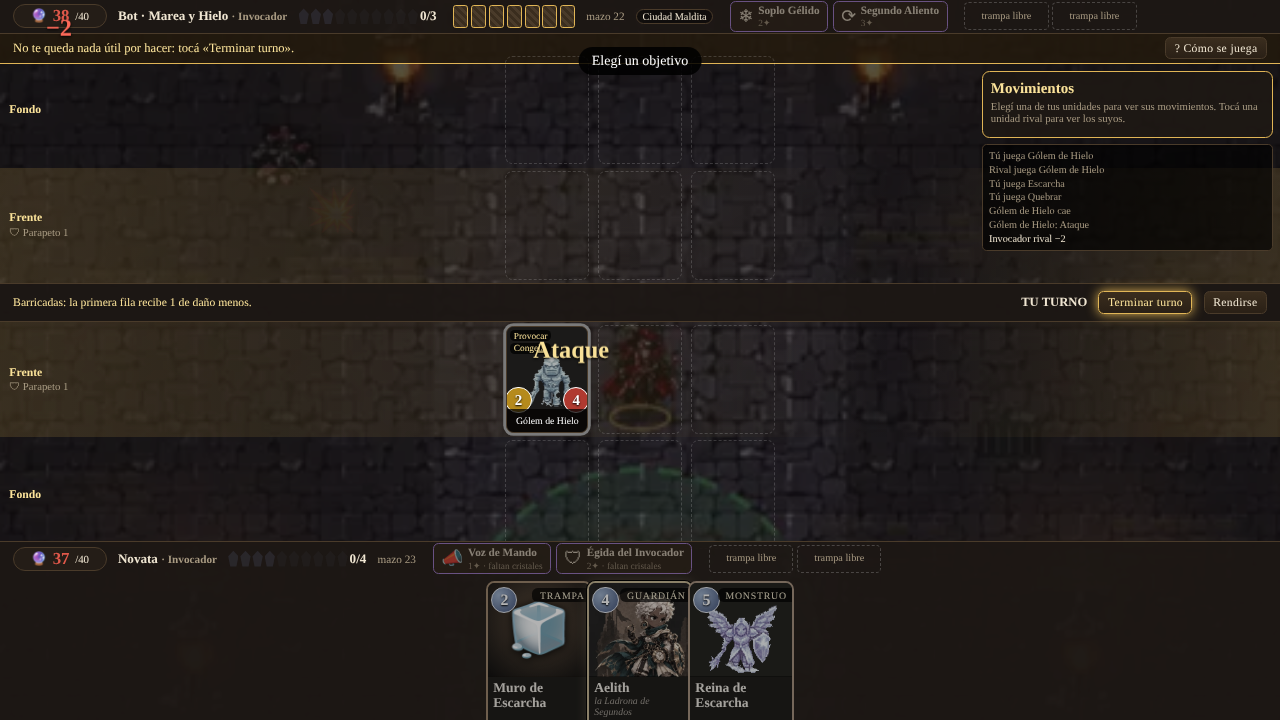 38 /40
−2
Bot · Marea y Hielo · Invocador
0/3
mazo 22
Ciudad Maldita
Soplo Gélido
2✦
Segundo Aliento
3✦
trampa libre
trampa libre
No te queda nada útil por hacer: tocá «Terminar turno».
? Cómo se juega
Elegí un objetivo
Fondo
Movimientos
Elegí una de tus unidades para ver sus movimientos. Tocá una
unidad rival para ver los suyos.
Tú juega Gólem de Hielo
Rival juega Gólem de Hielo
Tú juega Escarcha
Tú juega Quebrar
Gólem de Hielo cae
Gólem de Hielo: Ataque
Invocador rival −2
Frente
Parapeto 1
Barricadas: la primera fila recibe 1 de daño menos.
TU TURNO
Terminar turno
Rendirse
Frente
Parapeto 1
Provocar
Ataque
2
4
Gólem de Hielo
Fondo
37 /40
Novata · Invocador
0/4
mazo 23
Voz de Mando
1✦ · faltan cristales
Égida del Invocador
2✦ · faltan cristales
trampa libre
trampa libre
2
TRAMPA
Muro de
Escarcha
4
GUARDIÁN
Aelith
la Ladrona de
Segundos
5
MONSTRUO
Reina de
Escarcha